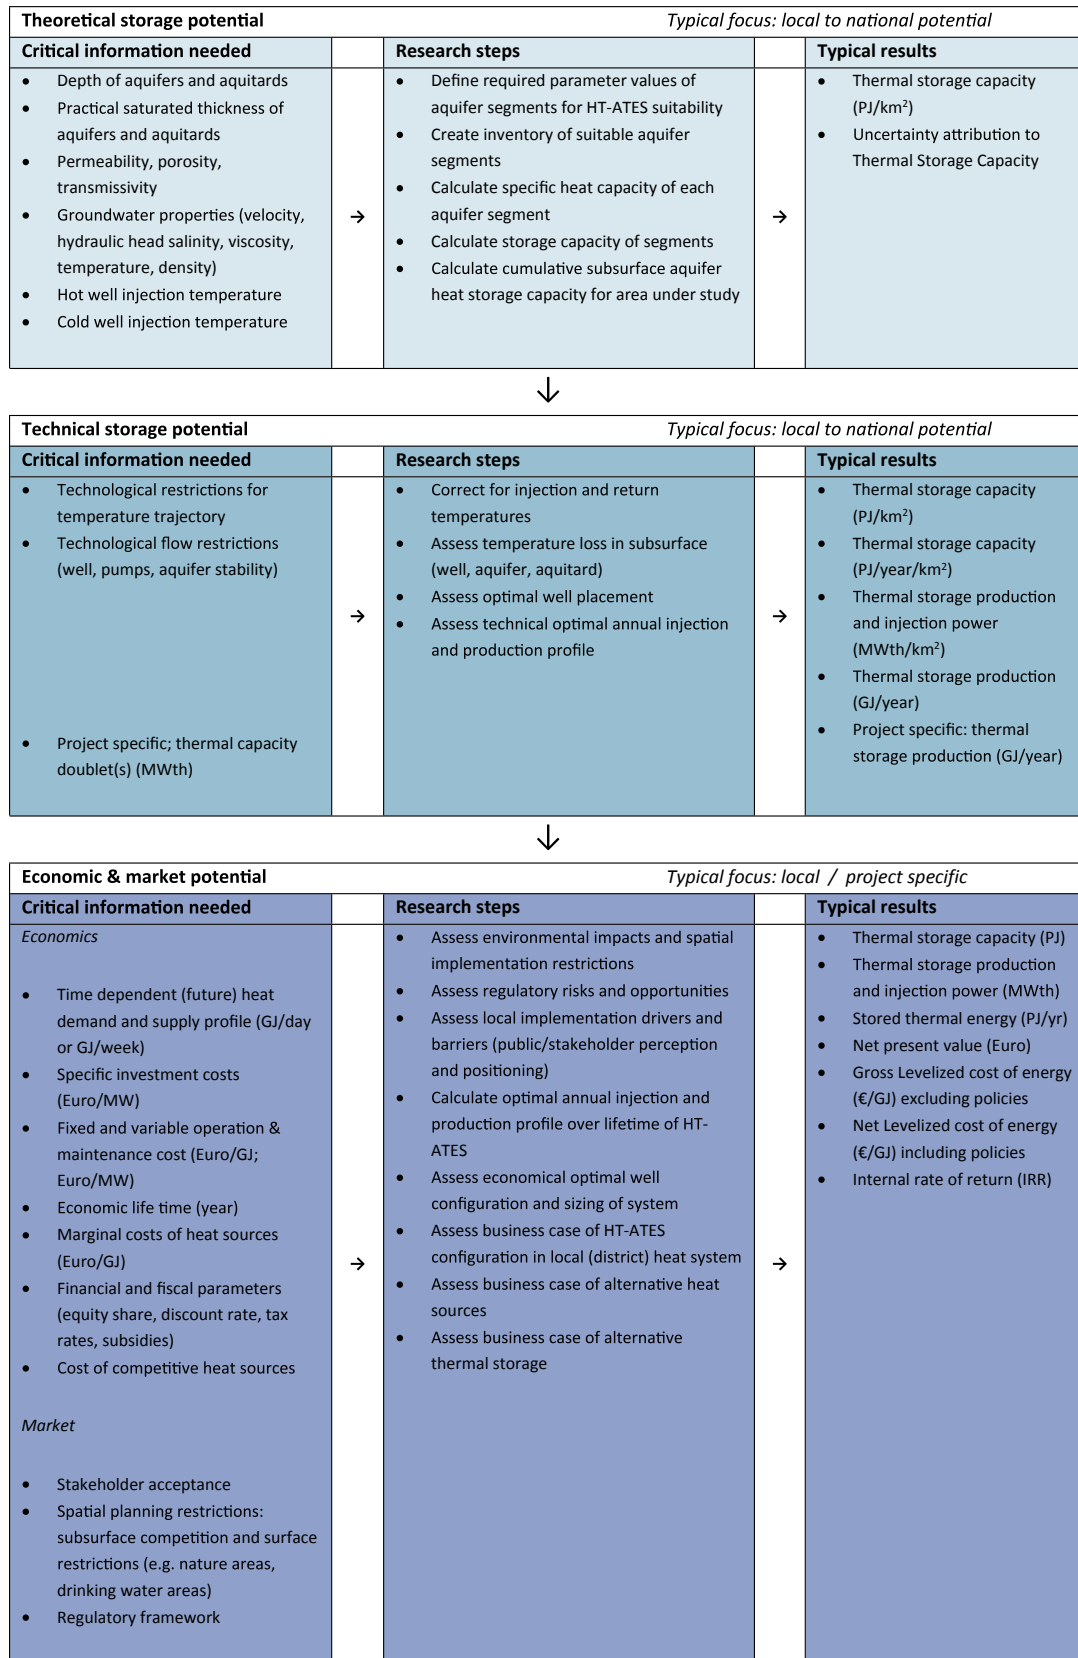 Theoretical storage potential
Typical focus: local to national potential
Critical information needed
• Depth of aquifers and aquitards
• Practical saturated thickness of
aquifers and aquitards
• Permeability, porosity,
transmissivity
• Groundwater properties (velocity,
hydraulic head salinity, viscosity,
temperature, density)
• Hot well injection temperature
• Cold well injection temperature
→
Research steps
• Define required parameter values of
aquifer segments for HT-ATES suitability
• Create inventory of suitable aquifer
segments
• Calculate specific heat capacity of each
aquifer segment
• Calculate storage capacity of segments
• Calculate cumulative subsurface aquifer
heat storage capacity for area under study
→
Typical results
• Thermal storage capacity
(PJ/km²)
• Uncertainty attribution to
Thermal Storage Capacity
↓
Technical storage potential
Typical focus: local to national potential
Critical information needed
• Technological restrictions for
temperature trajectory
• Technological flow restrictions
(well, pumps, aquifer stability)
• Project specific; thermal capacity
doublet(s) (MWth)
→
Research steps
• Correct for injection and return
temperatures
• Assess temperature loss in subsurface
(well, aquifer, aquitard)
• Assess optimal well placement
• Assess technical optimal annual injection
and production profile
→
Typical results
• Thermal storage capacity
(PJ/km²)
• Thermal storage capacity
(PJ/year/km²)
• Thermal storage production
and injection power
(MWth/km²)
• Thermal storage production
(GJ/year)
• Project specific: thermal
storage production (GJ/year)
↓
Economic & market potential
Typical focus: local / project specific
Critical information needed
Economics
• Time dependent (future) heat
demand and supply profile (GJ/day
or GJ/week)
• Specific investment costs
(Euro/MW)
• Fixed and variable operation &
maintenance cost (Euro/GJ;
Euro/MW)
• Economic life time (year)
• Marginal costs of heat sources
(Euro/GJ)
• Financial and fiscal parameters
(equity share, discount rate, tax
rates, subsidies)
• Cost of competitive heat sources
Market
• Stakeholder acceptance
• Spatial planning restrictions:
subsurface competition and surface
restrictions (e.g. nature areas,
drinking water areas)
• Regulatory framework
→
Research steps
• Assess environmental impacts and spatial
implementation restrictions
• Assess regulatory risks and opportunities
• Assess local implementation drivers and
barriers (public/stakeholder perception
and positioning)
• Calculate optimal annual injection and
production profile over lifetime of HT-
ATES
• Assess economical optimal well
configuration and sizing of system
• Assess business case of HT-ATES
configuration in local (district) heat system
• Assess business case of alternative heat
sources
• Assess business case of alternative
thermal storage
→
Typical results
• Thermal storage capacity (PJ)
• Thermal storage production
and injection power (MWth)
• Stored thermal energy (PJ/yr)
• Net present value (Euro)
• Gross Levelized cost of energy
(€/GJ) excluding policies
• Net Levelized cost of energy
(€/GJ) including policies
• Internal rate of return (IRR)